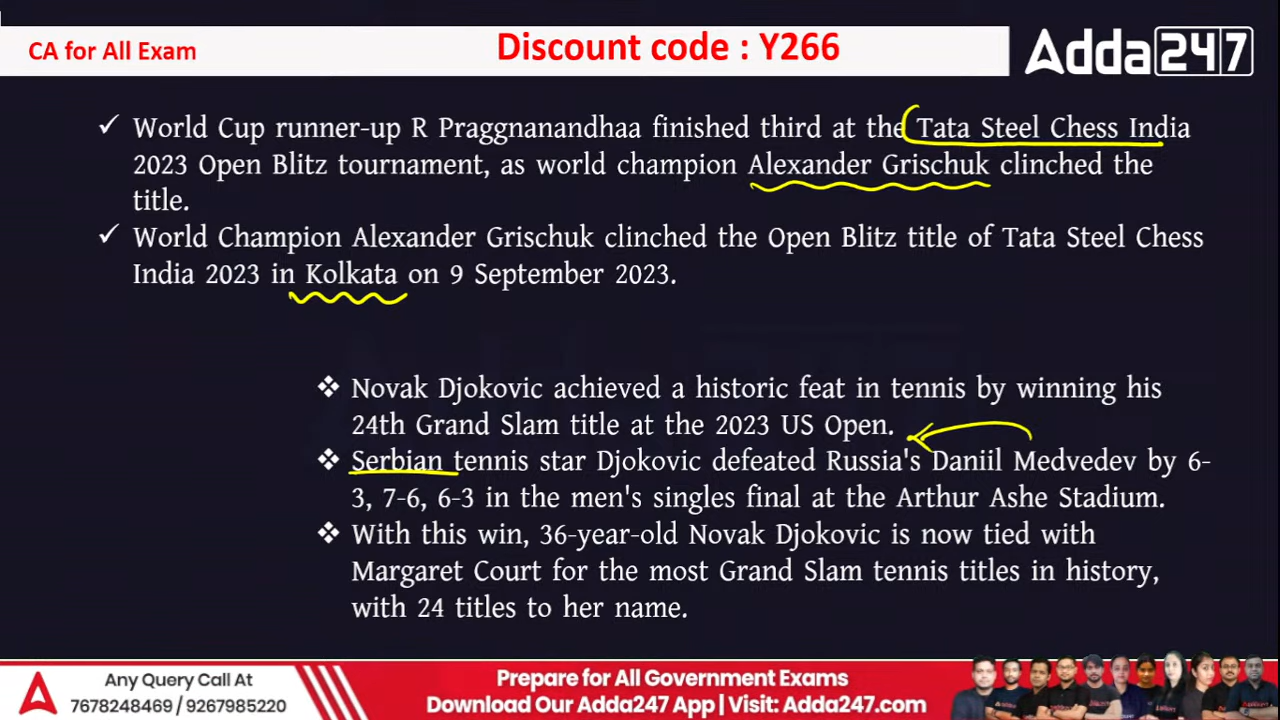 CA for All Exam
Discount code : Y266
Adda247
✓ World Cup runner-up R Praggnanandhaa finished third at the Tata Steel Chess India
2023 Open Blitz tournament, as world champion Alexander Grischuk clinched the
title.
✓ World Champion Alexander Grischuk clinched the Open Blitz title of Tata Steel Chess
India 2023 in Kolkata on 9 September 2023.
❖ Novak Djokovic achieved a historic feat in tennis by winning his
24th Grand Slam title at the 2023 US Open.
❖ Serbian tennis star Djokovic defeated Russia's Daniil Medvedev by 6-
3, 7-6, 6-3 in the men's singles final at the Arthur Ashe Stadium.
❖ With this win, 36-year-old Novak Djokovic is now tied with
Margaret Court for the most Grand Slam tennis titles in history,
with 24 titles to her name.
Any Query Call At
7678248469 / 9267985220
Prepare for All Government Exams
Download Our Adda247 App | Visit: Adda247.com